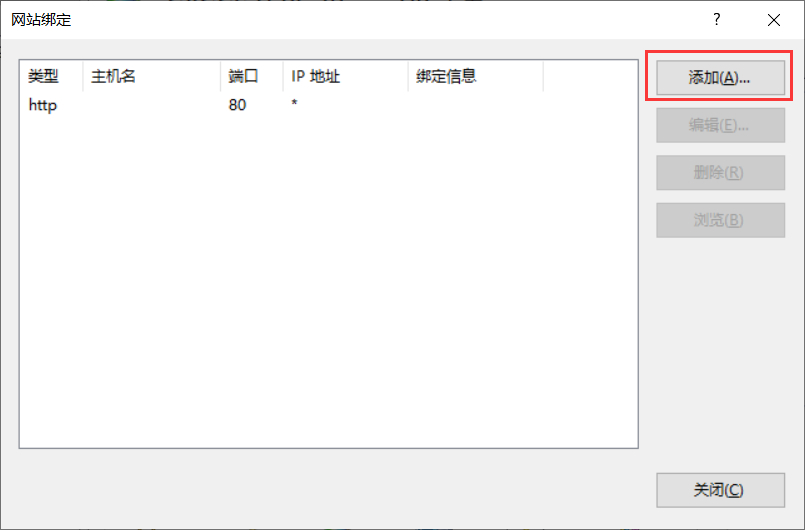 网站绑定
类型 主机名 端口 IP 地址 绑定信息
http 80 *
添加(A)...
编辑(E)...
删除(R)
浏览(B)
关闭(C)